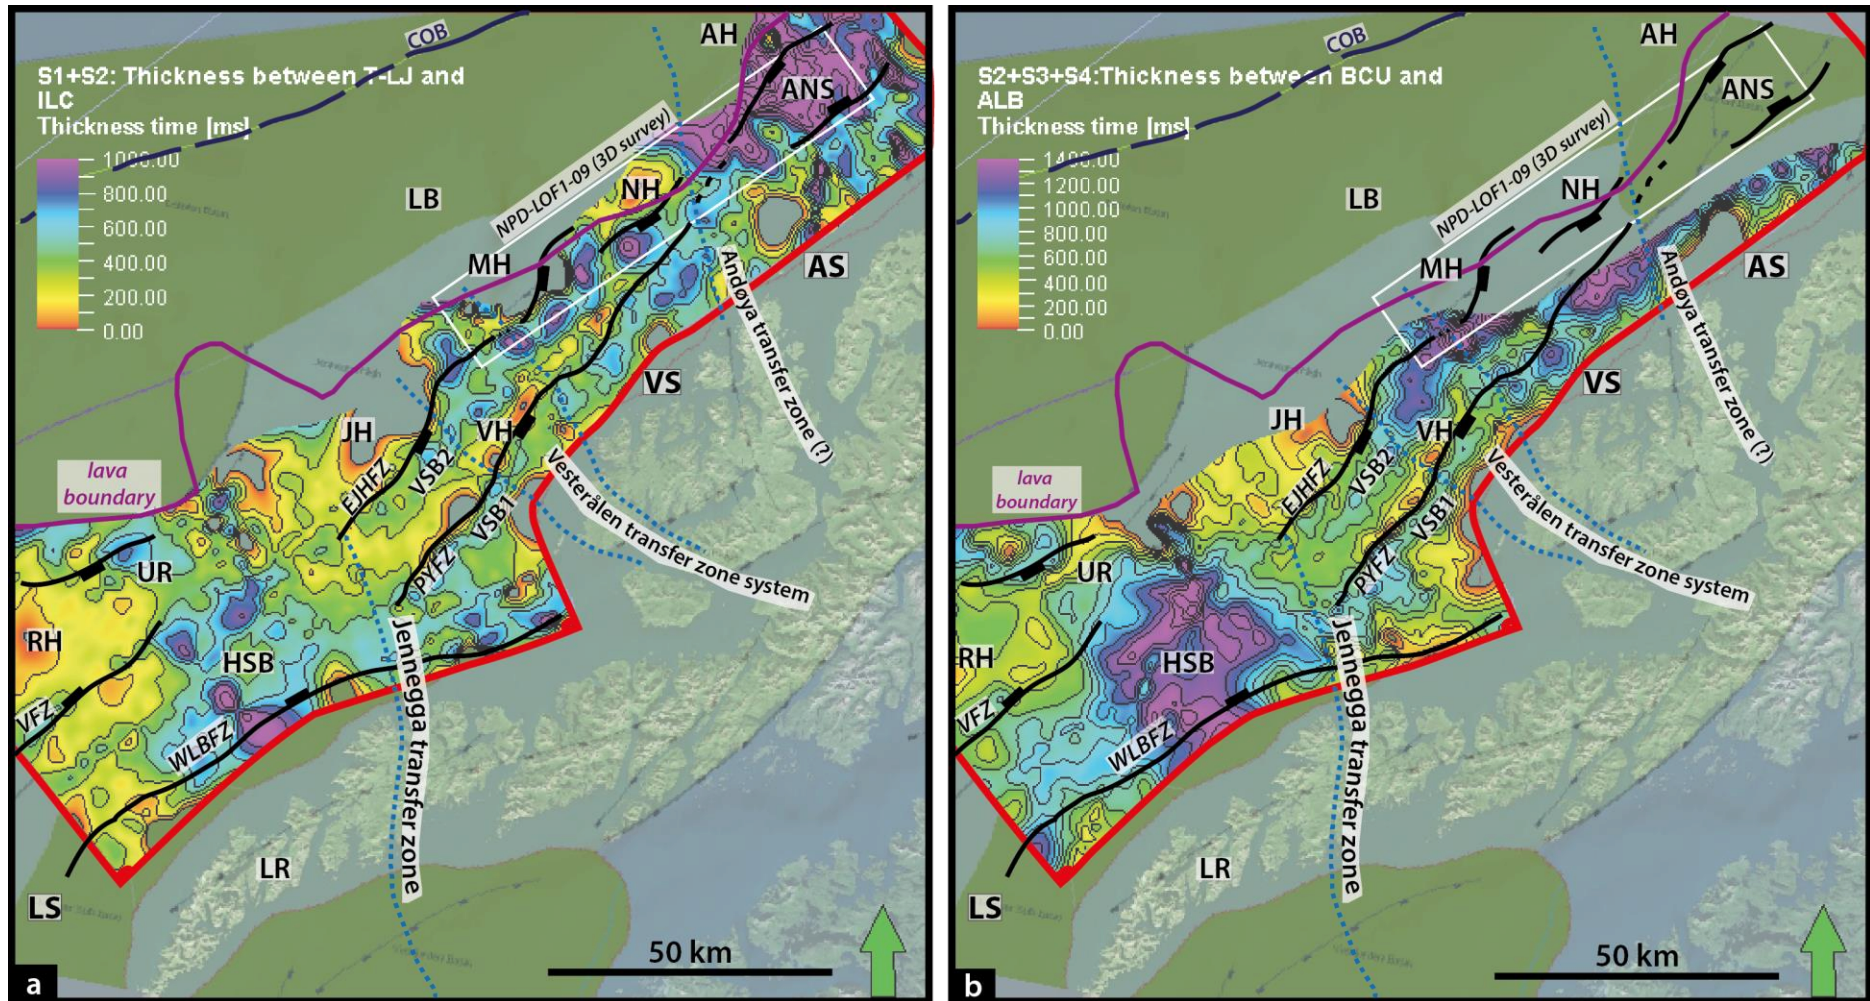 COB
AH
S1+S2: Thickness between T-LJ and
ILC
Thickness time [ms]
1000.00
800.00
600.00
400.00
200.00
0.00
ANS
NPD-LOF1-09 (3D survey)
LB
NH
MH
AS
Andøya transfer zone (?)
VS
JH
VH
lava
boundary
EJHFZ
VSB2
VSB1
Vesterålen transfer zone system
UR
PYFZ
RH
HSB
VFZ
WLBFZ
Jennegga transfer zone
LR
LS
50 km
a
COB
AH
S2+S3+S4:Thickness between BCU and
ALB
Thickness time [ms]
1400.00
1200.00
1000.00
800.00
600.00
400.00
200.00
0.00
ANS
NPD-LOF1-09 (3D survey)
LB
NH
MH
AS
Andøya transfer zone (?)
VS
JH
VH
lava
boundary
EJHFZ
VSB2
VSB1
Vesterålen transfer zone system
UR
PYFZ
RH
HSB
VFZ
WLBFZ
Jennegga transfer zone
LR
LS
50 km
b